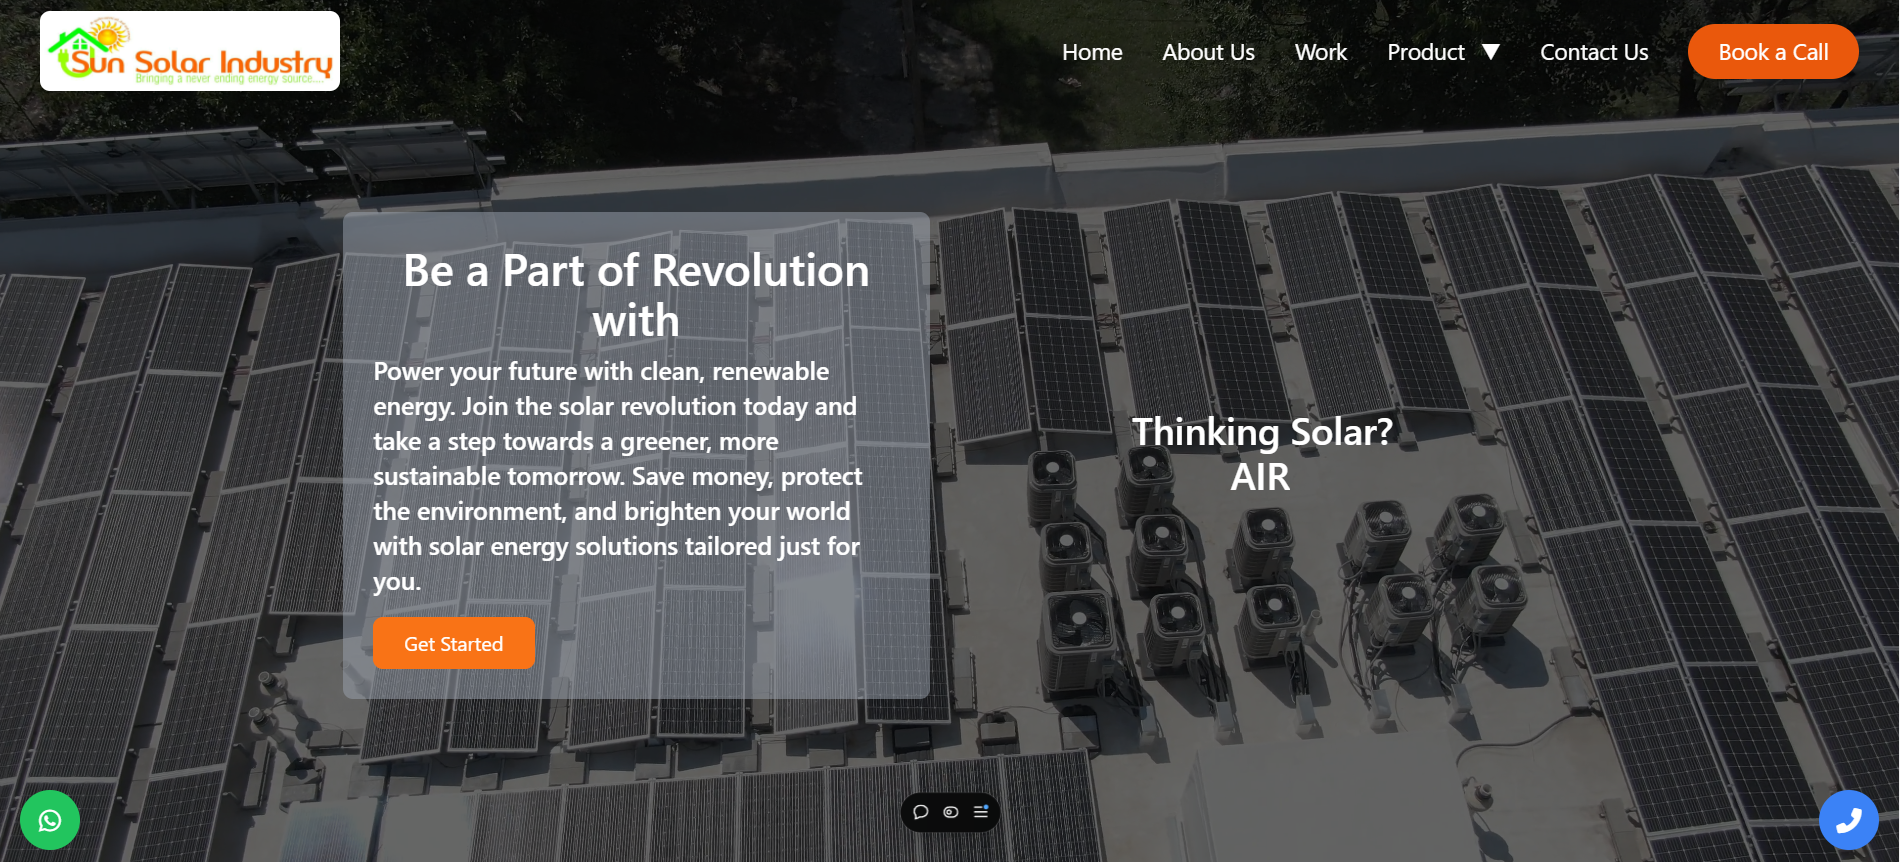 Sun Solar Industry
Bringing a never ending energy source....
Home
About Us
Work
Product ▼
Contact Us
Book a Call
Be a Part of Revolution
with
Power your future with clean, renewable
energy. Join the solar revolution today and
take a step towards a greener, more
sustainable tomorrow. Save money, protect
the environment, and brighten your world
with solar energy solutions tailored just for
you.
Get Started
Thinking Solar?
AIR